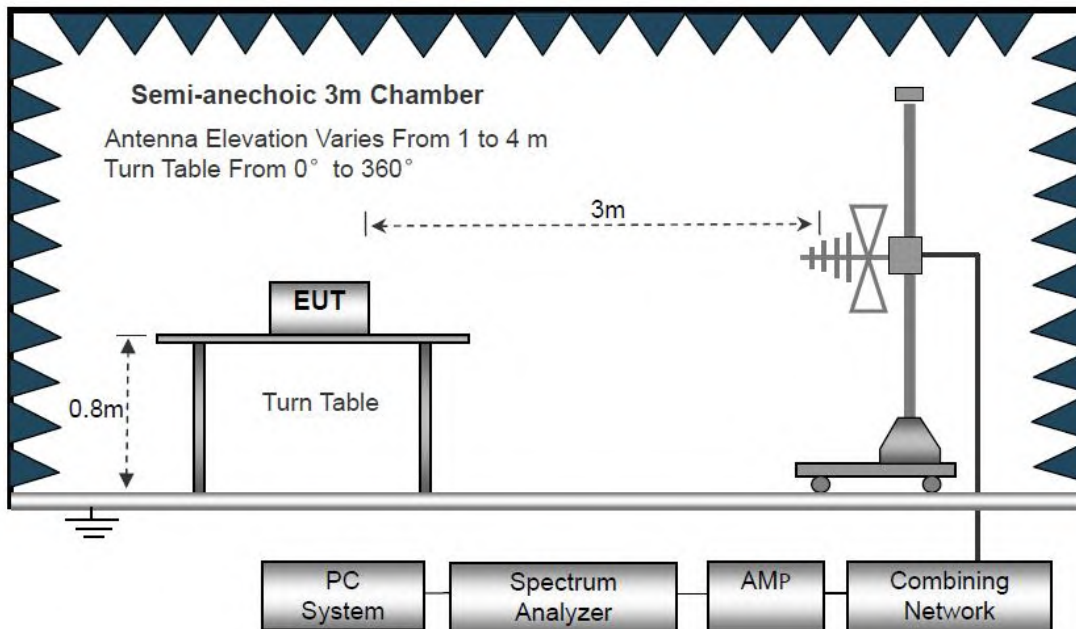 Semi-anechoic 3m Chamber
Antenna Elevation Varies From 1 to 4 m
Turn Table From 0° to 360°
3m
EUT
0.8m
Turn Table
PC
System
Spectrum
Analyzer
AMP
Combining
Network